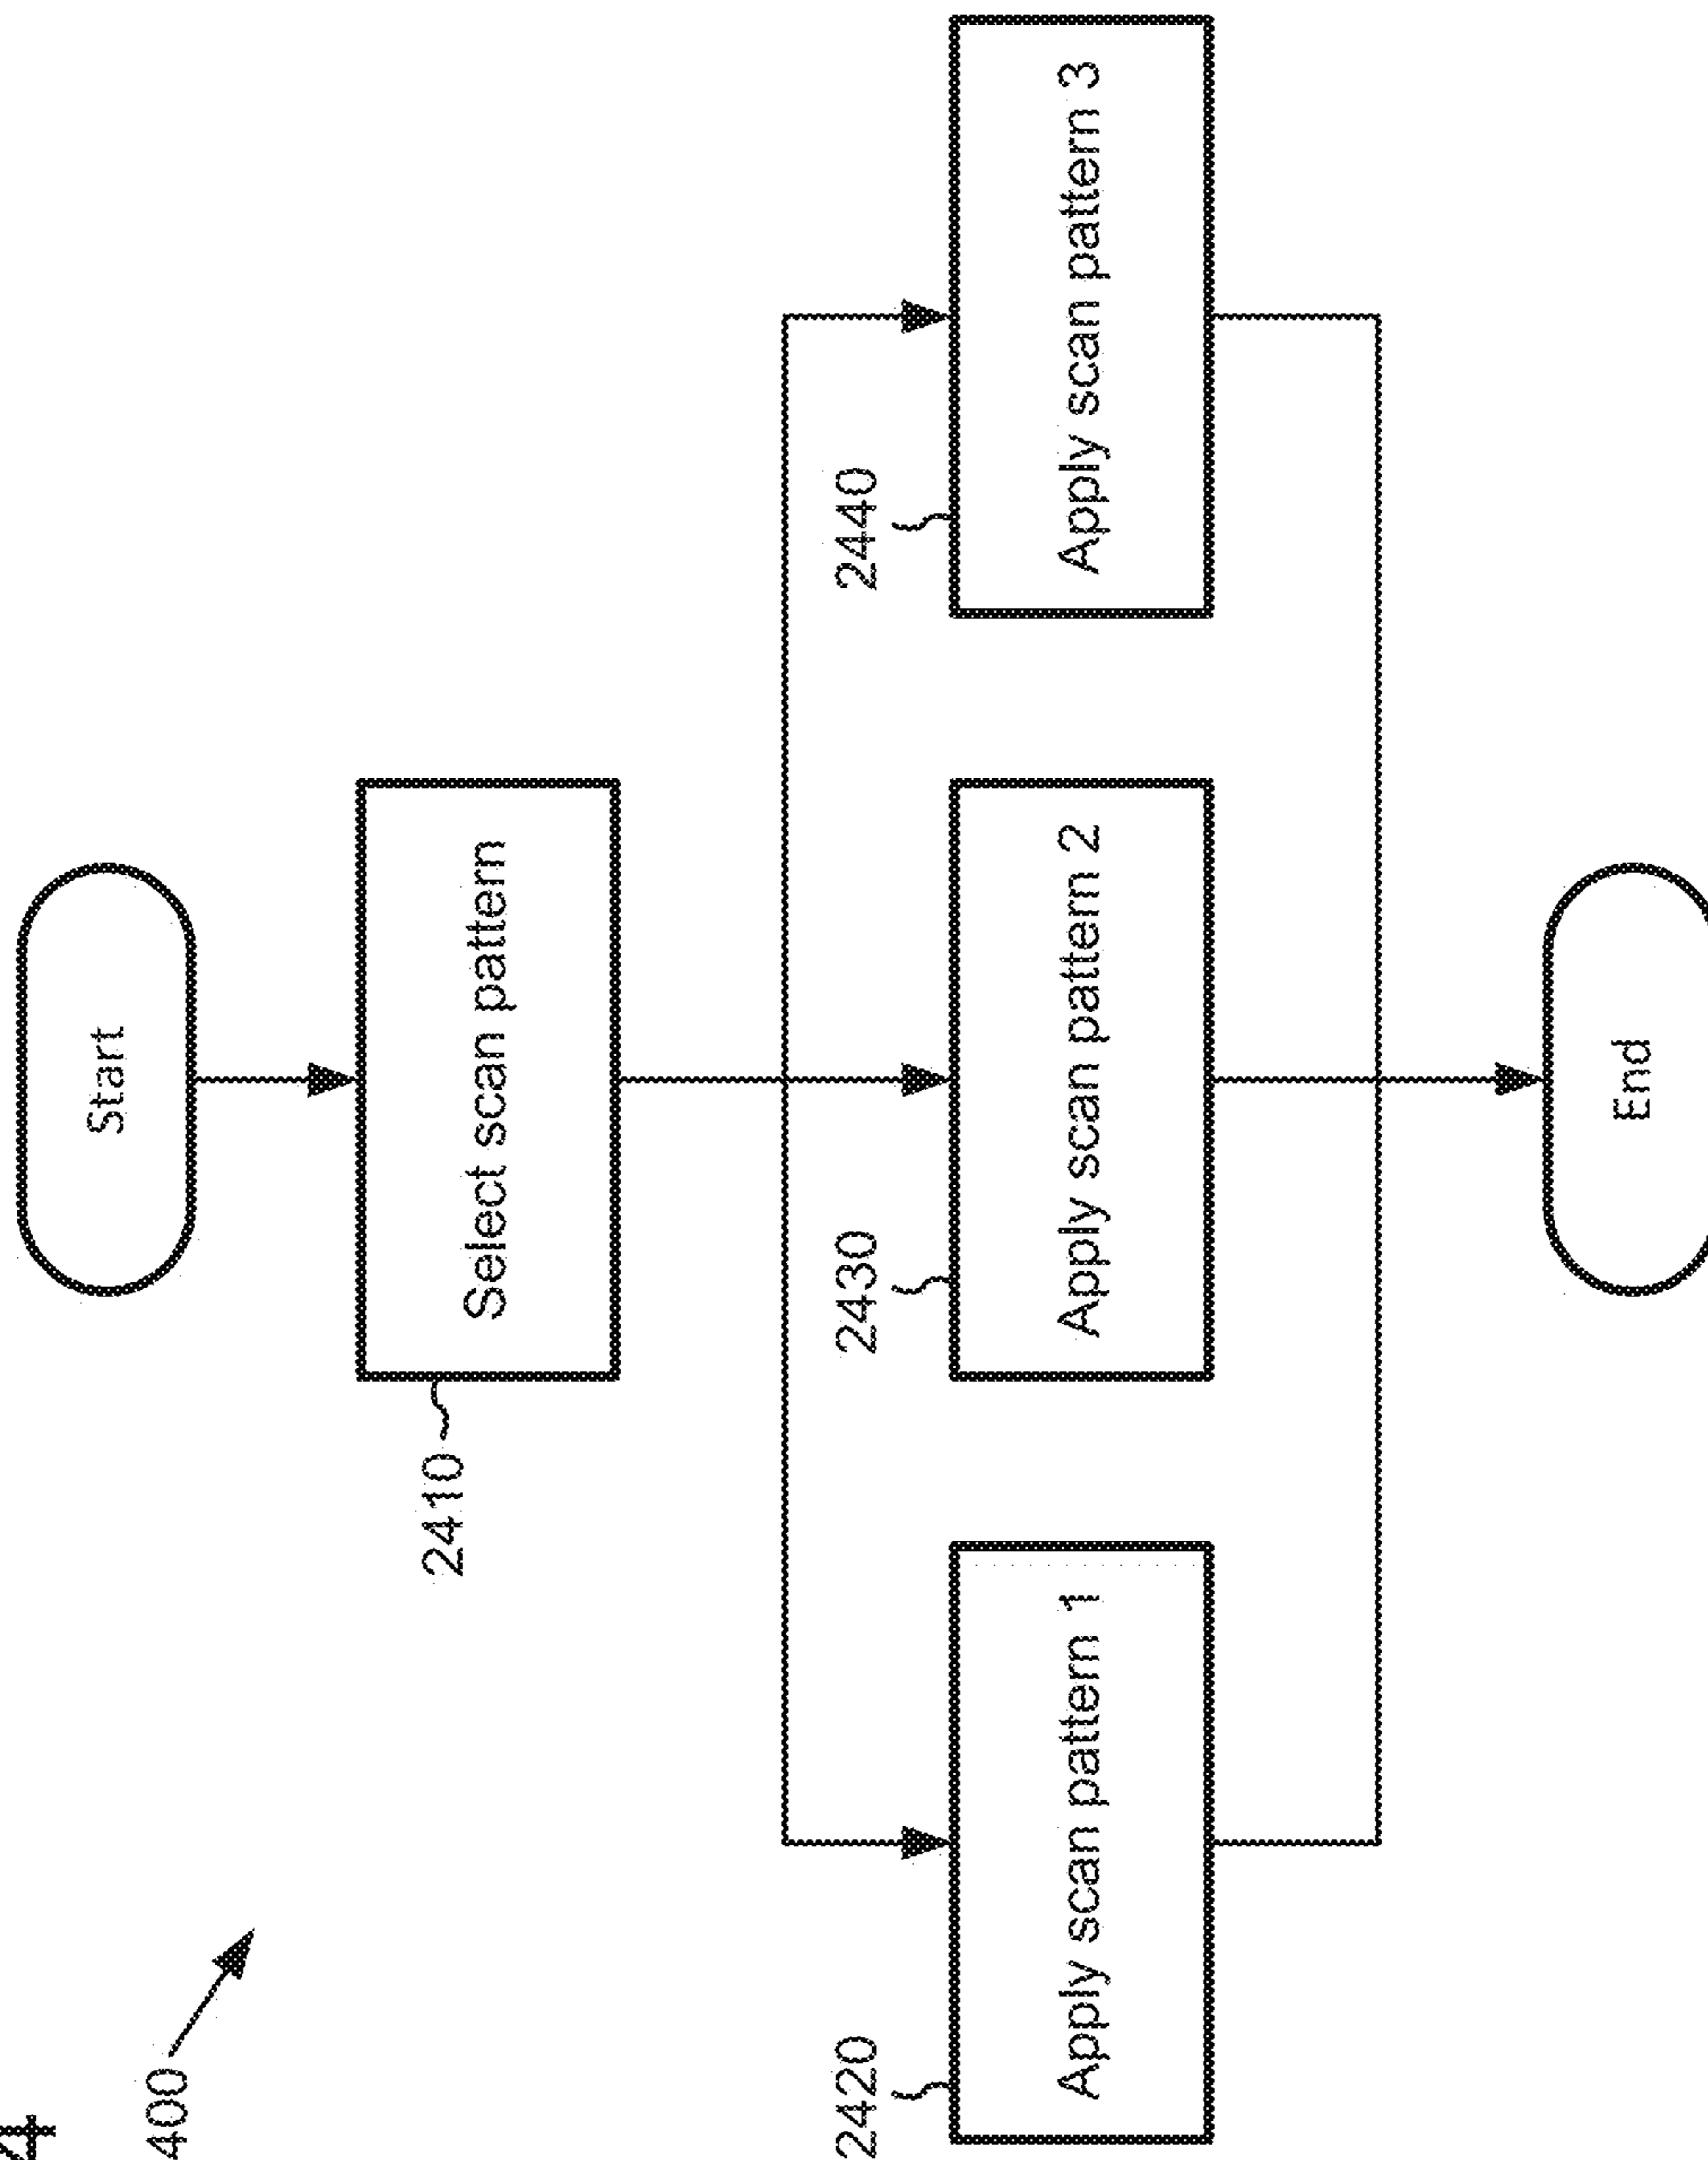 4
400
Start
2410
Select scan pattern
2420
2430
2440
Apply scan pattern 1
Apply scan pattern 2
Apply scan pattern 3
End